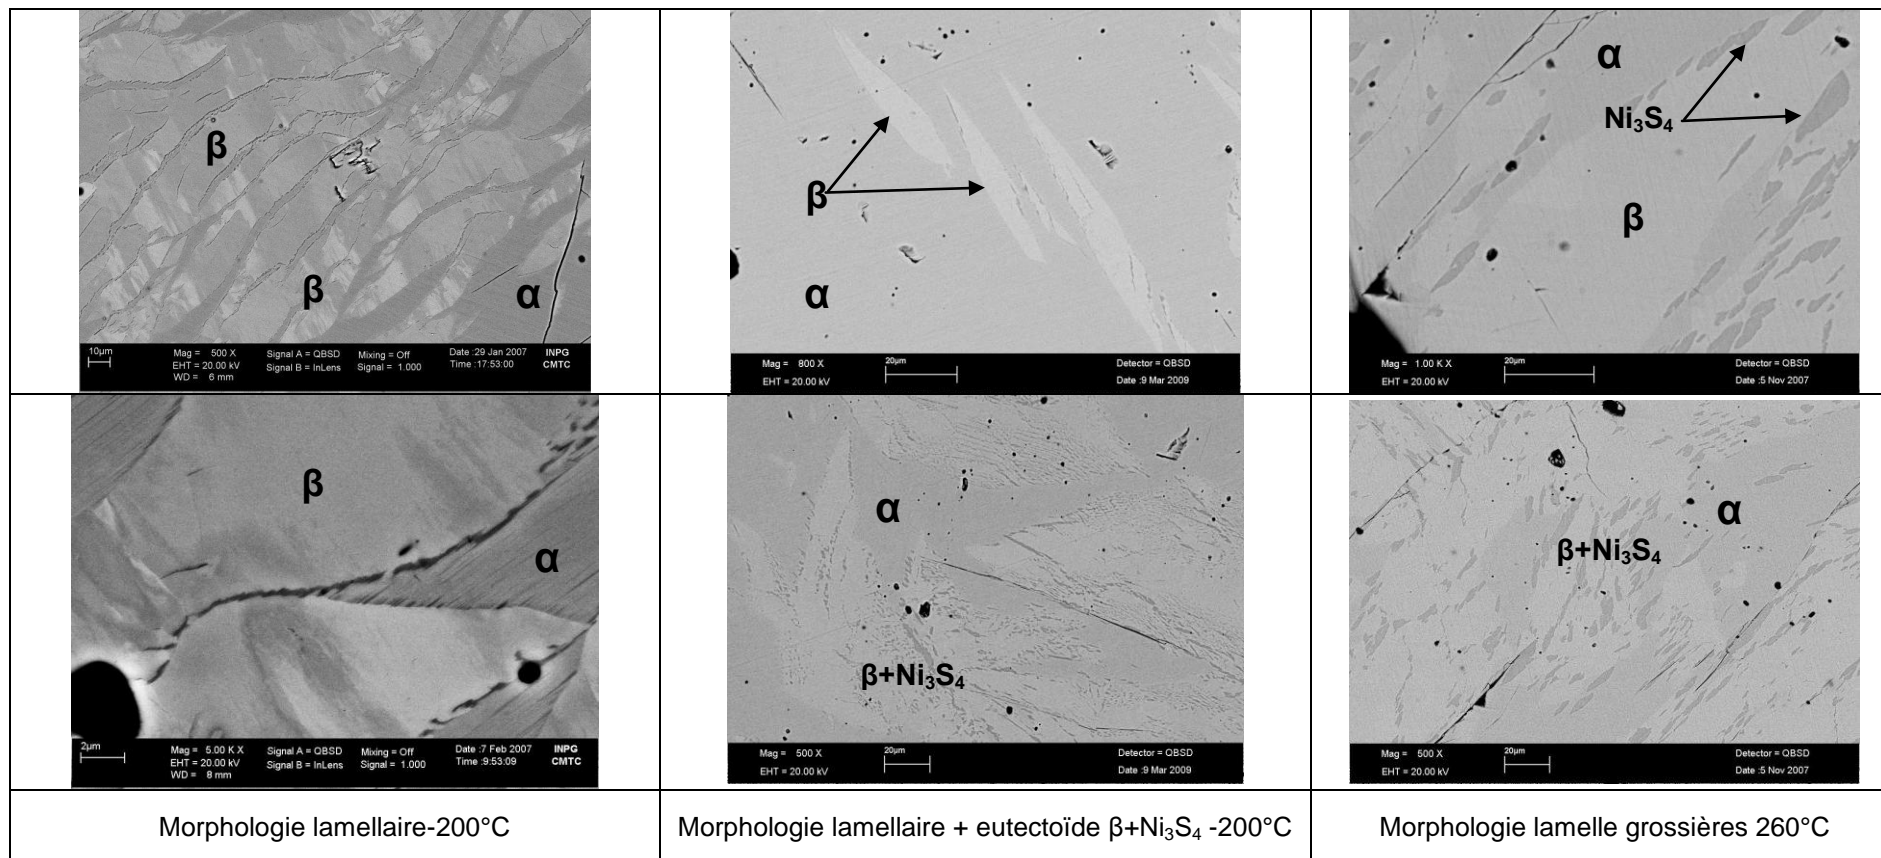 β
β
α
10µm
Mag = 500 X
EHT = 20.00 kV
WD = 6 mm
Signal A = QBSD
Signal B = InLens
Mixing = Off
Signal = 1.000
Date :29 Jan 2007
Time :17:53:00
INPG
CMTC
β
α
Mag = 800 X
EHT = 20.00 kV
20µm
Detector = QBSD
Date :9 Mar 2009
α
Ni₃S₄
β
Mag = 1.00 K X
EHT = 20.00 kV
20µm
Detector = QBSD
Date :5 Nov 2007
β
α
2µm
Mag = 5.00 K X
EHT = 20.00 kV
WD = 8 mm
Signal A = QBSD
Signal B = InLens
Mixing = Off
Signal = 1.000
Date :7 Feb 2007
Time :9:53:09
INPG
CMTC
α
β+Ni₃S₄
Mag = 500 X
EHT = 20.00 kV
20µm
Detector = QBSD
Date :9 Mar 2009
α
β+Ni₃S₄
Mag = 500 X
EHT = 20.00 kV
20µm
Detector = QBSD
Date :5 Nov 2007
Morphologie lamellaire-200°C
Morphologie lamellaire + eutectoïde β+Ni₃S₄ -200°C
Morphologie lamelle grossières 260°C